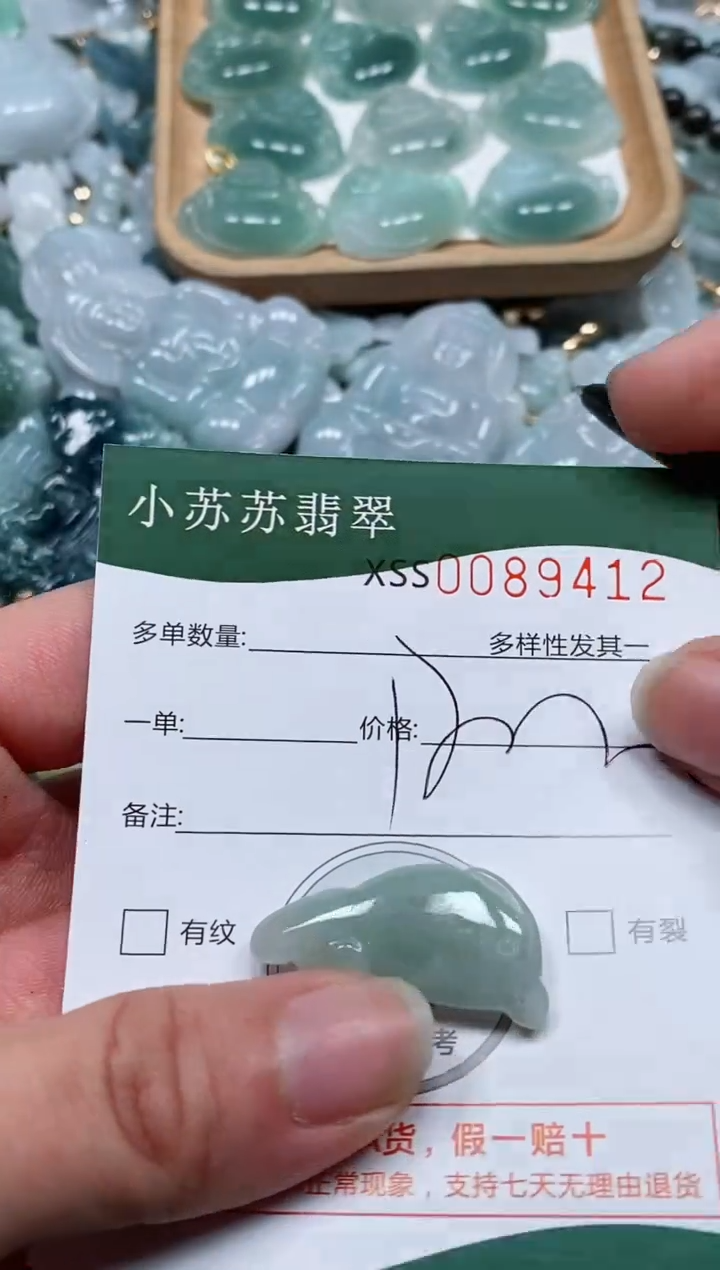 小苏苏翡翠
XSS0089412
多单数量: 多样性发其一
一单: 价格:
备注:
有纹 有裂
考
货，假一赔十
正常现象，支持七天无理由退货